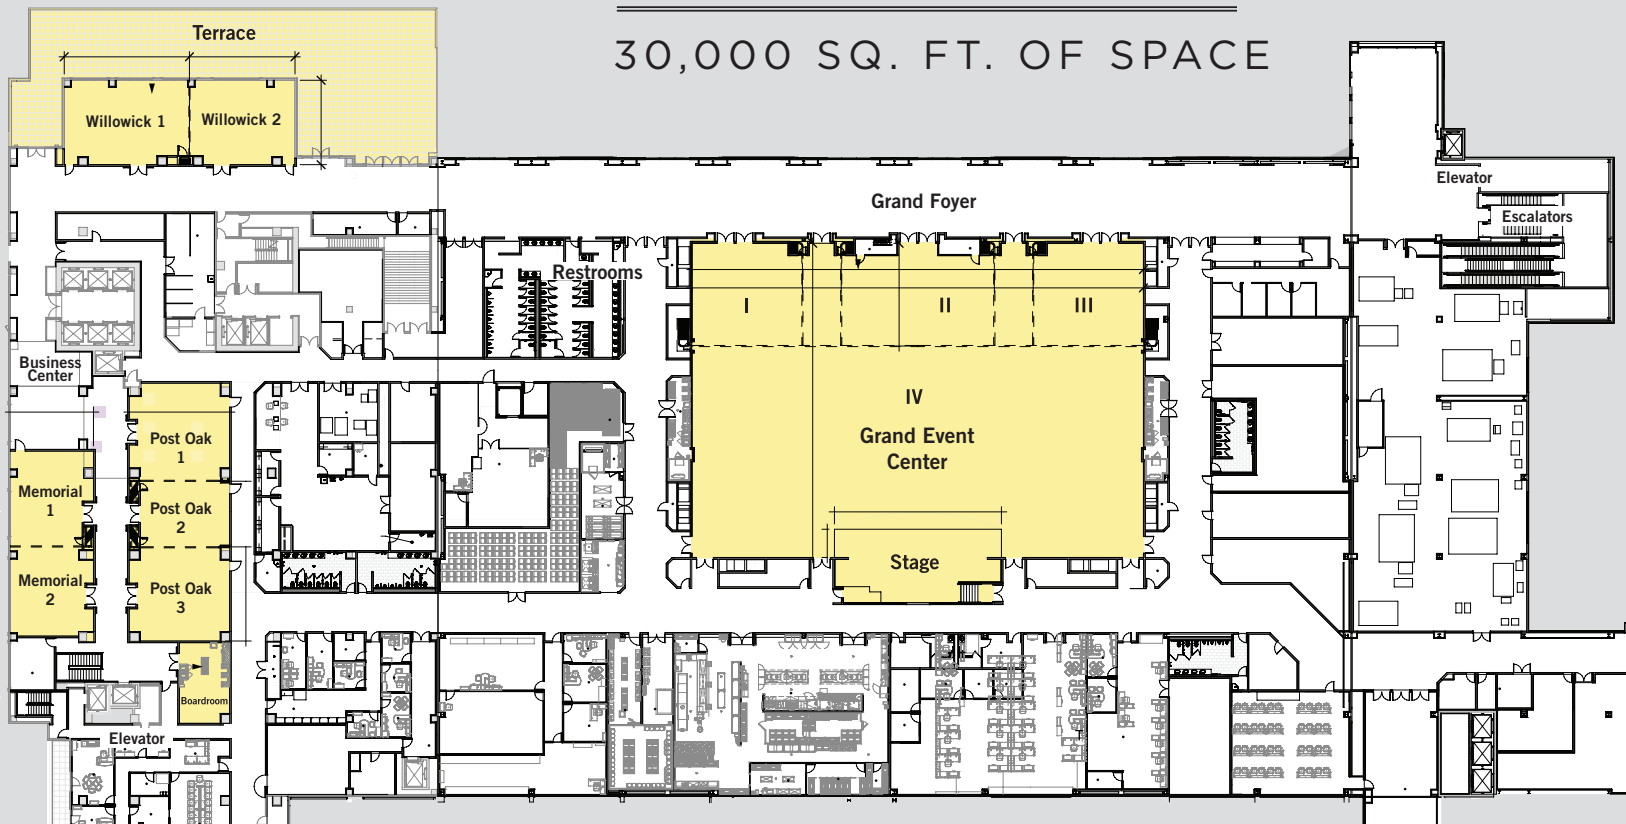 30,000 SQ. FT. OF SPACE
Terrace
Willowick 1
Willowick 2
Grand Foyer
Elevator
Escalators
Restrooms
I
II
III
IV
Grand Event
Center
Stage
Business
Center
Post Oak
1
Post Oak
2
Post Oak
3
Memorial
1
Memorial
2
Boardroom
Elevator